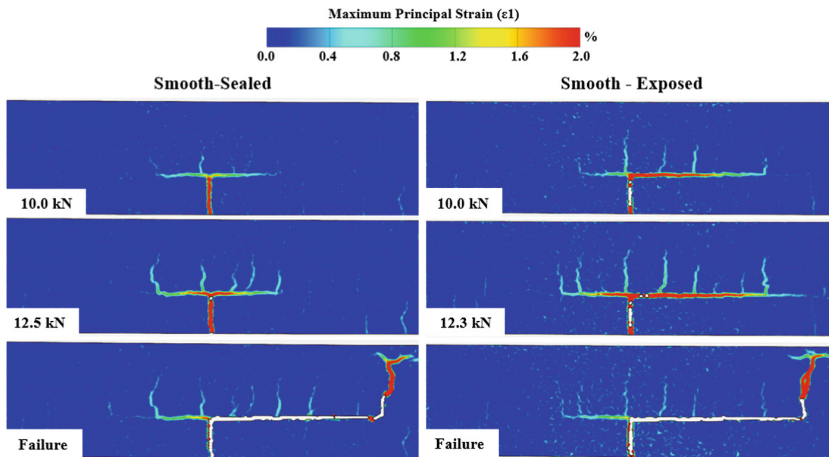 Maximum Principal Strain (ε1)
%
0.0 0.4 0.8 1.2 1.6 2.0
Smooth-Sealed
Smooth - Exposed
10.0 kN
10.0 kN
12.5 kN
12.3 kN
Failure
Failure